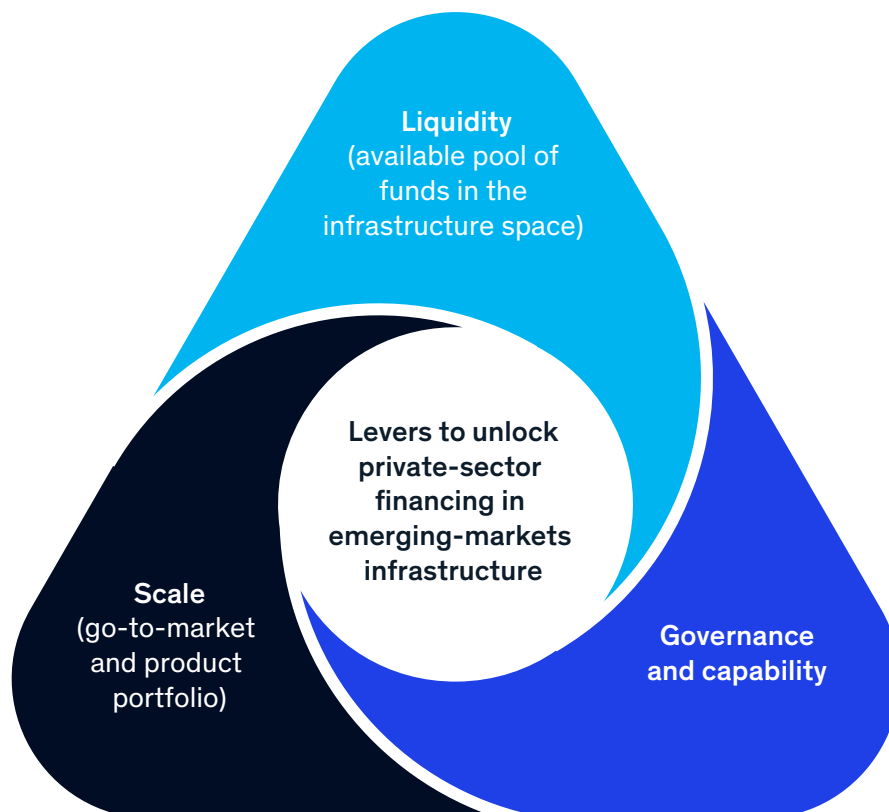 Liquidity
(available pool of
funds in the
infrastructure space)
Levers to unlock
private-sector
financing in
emerging-markets
infrastructure
Scale
(go-to-market
and product
portfolio)
Governance
and capability